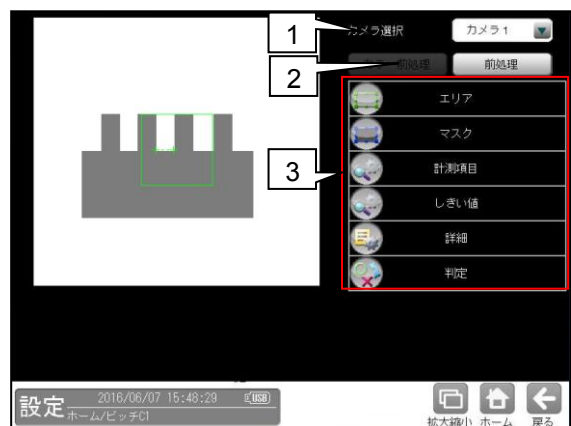 1
カメラ選択
カメラ1
2
前処理
前処理
3
エリア
マスク
計測項目
しきい値
詳細
判定
設定
2016/06/07 15:48:29
USB
ホーム/ピッチC1
拡大縮小
ホーム
戻る